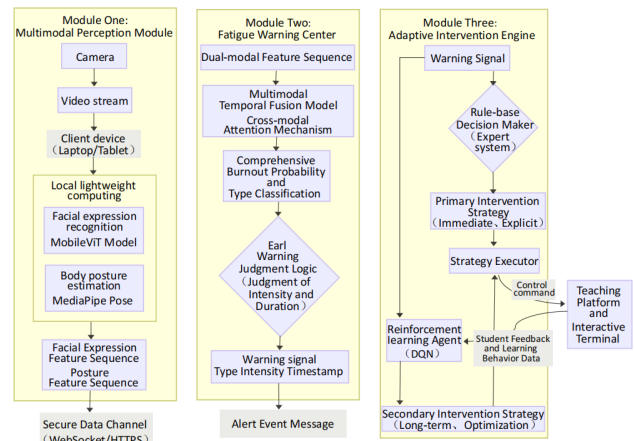 Module One:
Multimodal Perception Module
Camera
Video stream
Client device
（Laptop/Tablet）
Local lightweight
computing
Facial expression
recognition
MobileViT Model
Body posture
estimation
MediaPipe Pose
Facial Expression
Feature Sequence
Posture
Feature Sequence
Secure Data Channel
(WebSocket/HTTPS)
Module Two:
Fatigue Warning Center
Dual-modal Feature Sequence
Multimodal
Temporal Fusion Model
Cross-modal
Attention Mechanism
Comprehensive
Burnout Probability
and
Type Classification
Earl
Warning
Judgment Logic
（Judgment of
Intensity and
Duration）
Warning signal
Type Intensity Timestamp
Alert Event Message
Module Three:
Adaptive Intervention Engine
Warning Signal
Rule-base
Decision Maker
（Expert
system）
Primary Intervention
Strategy
（Immediate、Explicit）
Strategy Executor
Control
command
Teaching
Platform
and
Interactive
Terminal
Reinforcement
learning Agent
（DQN）
Student Feedback
and Learning
Behavior Data
Secondary Intervention Strategy
（Long-term、Optimization）